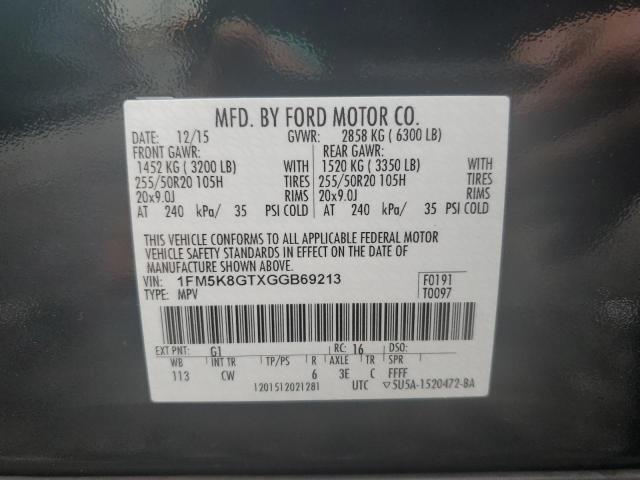 MFD. BY FORD MOTOR CO.
DATE: 12/15 GVWR: 2858 KG ( 6300 LB)
FRONT GAWR: REAR GAWR:
1452 KG ( 3200 LB) WITH 1520 KG ( 3350 LB) WITH
255/50R20 105H TIRES 255/50R20 105H TIRES
20x9.0J RIMS 20x9.0J RIMS
AT 240 kPa/ 35 PSI COLD AT 240 kPa/ 35 PSI COLD
THIS VEHICLE CONFORMS TO ALL APPLICABLE FEDERAL MOTOR
VEHICLE SAFETY STANDARDS IN EFFECT ON THE DATE OF
MANUFACTURE SHOWN ABOVE.
VIN: 1FM5K8GTXGGB69213 F0191
TYPE: MPV T0097
EXT PNT: G1 RC: 16 DSO:
WB INT TR TP/PS R AXLE TR SPR
113 CW 6 3E C FFFF
1201512021281 UTC ▽5U5A-1520472-BA